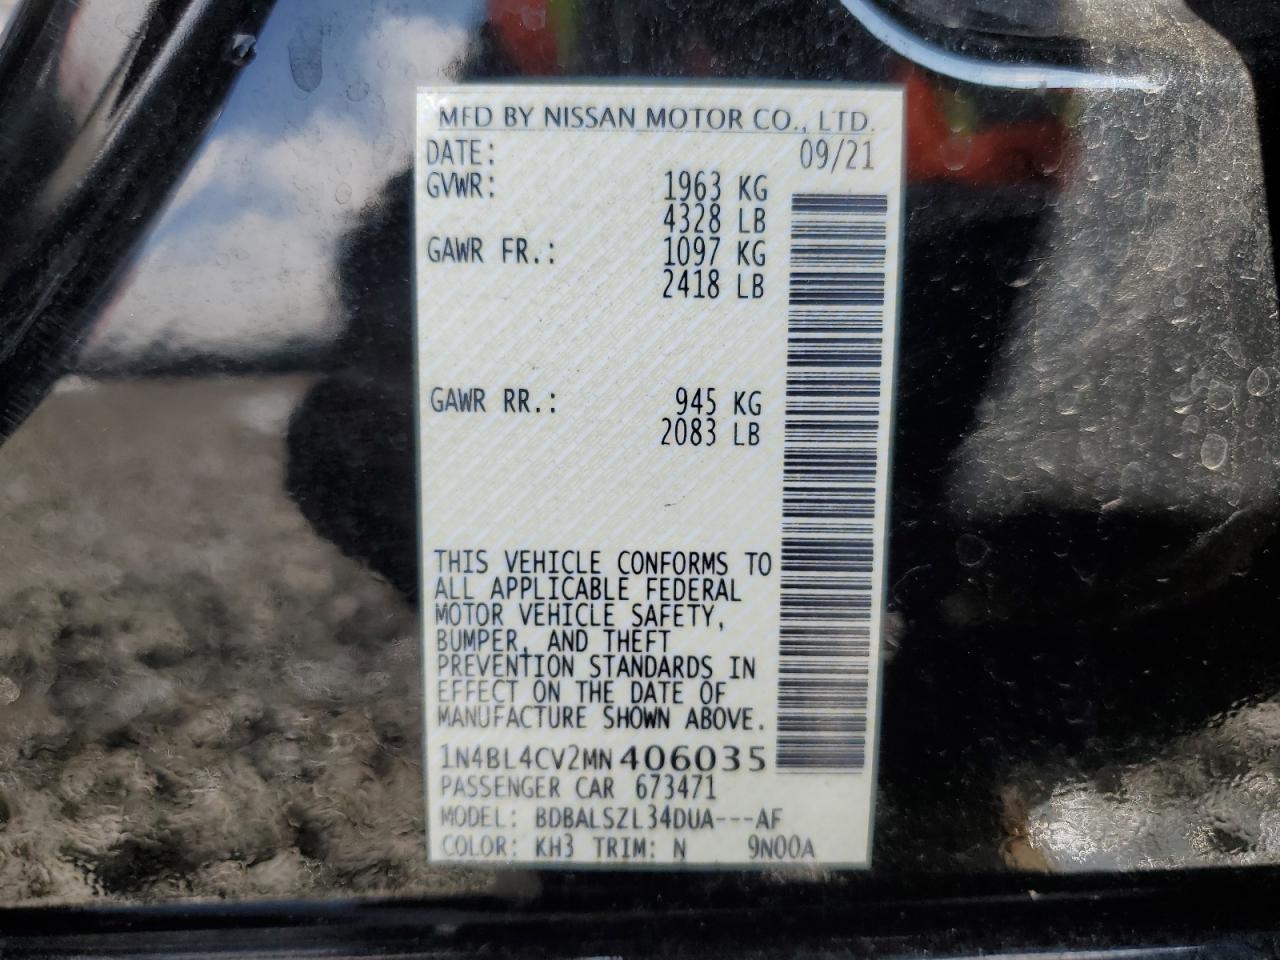 MFD BY NISSAN MOTOR CO., LTD.
DATE: 09/21
GVWR: 1963 KG
4328 LB
GAWR FR.: 1097 KG
2418 LB
GAWR RR.: 945 KG
2083 LB
THIS VEHICLE CONFORMS TO
ALL APPLICABLE FEDERAL
MOTOR VEHICLE SAFETY,
BUMPER, AND THEFT
PREVENTION STANDARDS IN
EFFECT ON THE DATE OF
MANUFACTURE SHOWN ABOVE.
1N4BL4CV2MN406035
PASSENGER CAR 673471
MODEL: BDBALSZL34DUA---AF
COLOR: KH3 TRIM: N 9N00A